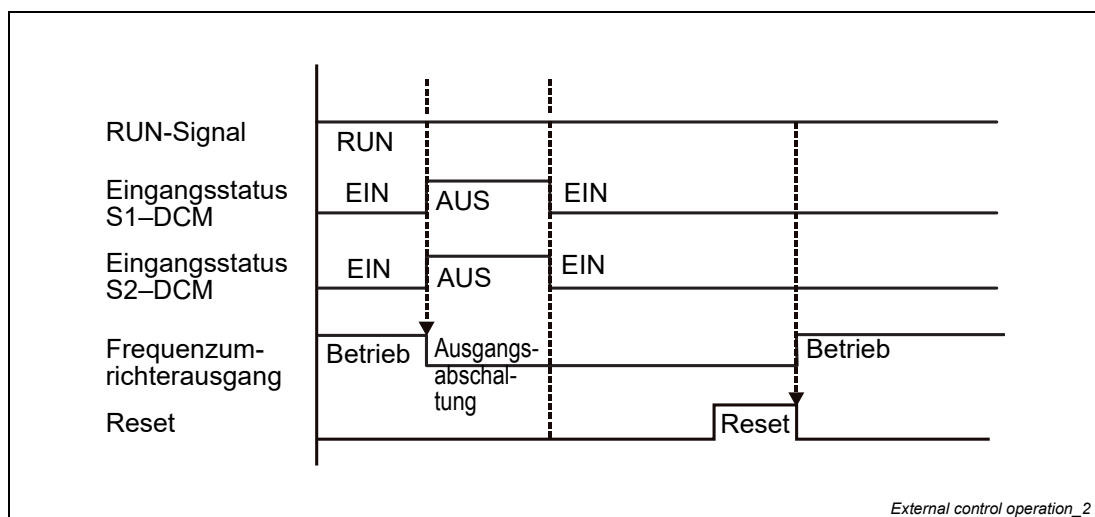 RUN-Signal
RUN
Eingangsstatus
S1–DCM
EIN
AUS
EIN
Eingangsstatus
S2–DCM
EIN
AUS
EIN
Frequenzum-
richterausgang
Betrieb
Ausgangs-
abschal-
tung
Betrieb
Reset
Reset
External control operation_2